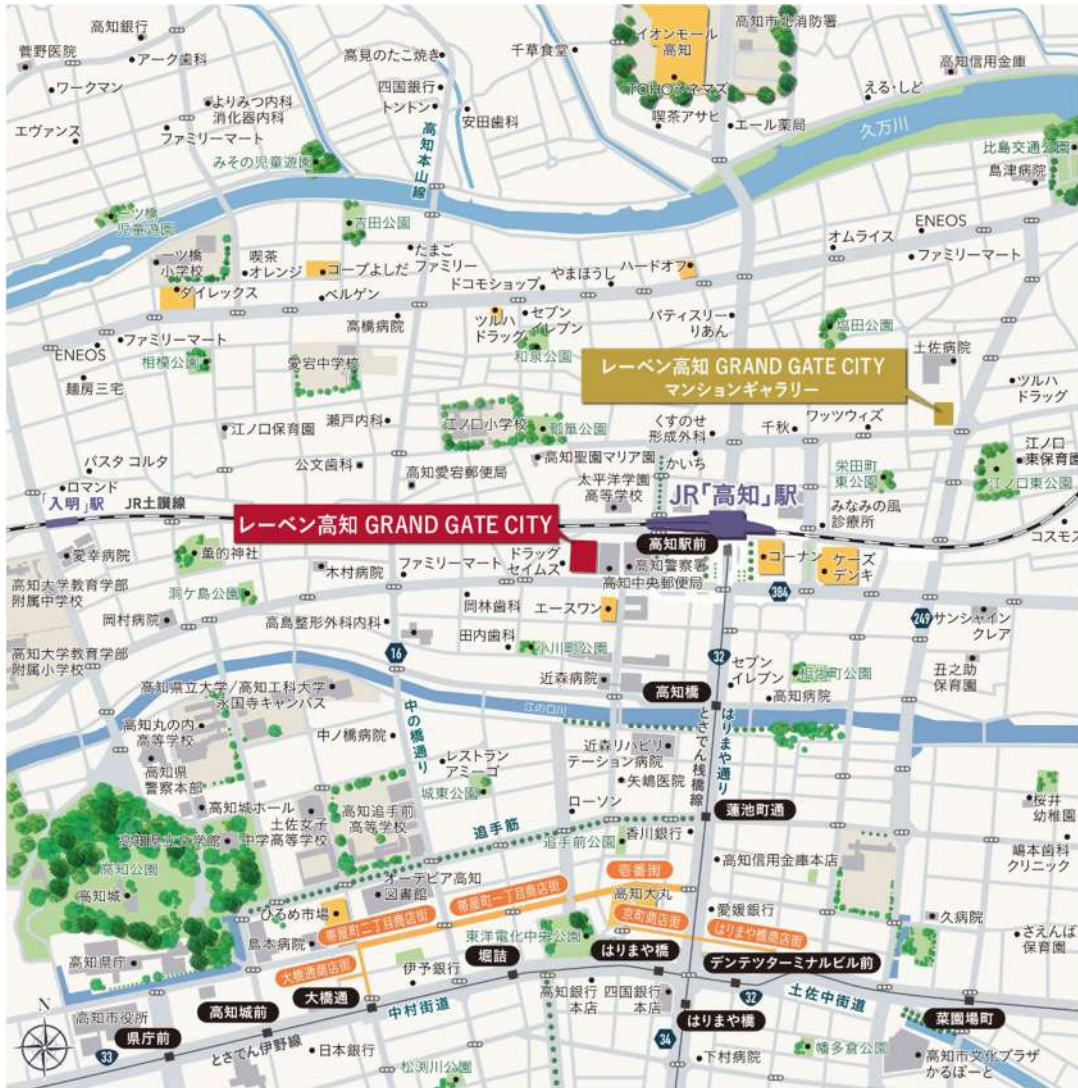 高知銀行
菅野医院
アーク歯科
ワークマン
よりみつ内科
消化器内科
エヴァンス
ファミリーマート
みその児童遊園
高見のたこ焼き
四国銀行
トントン
安田歯科
高知本山線
千草食堂
イオンモール
高知
TOHOシネマズ
喫茶アサヒ
高知市北消防署
エール薬局
える・しど
高知信用金庫
久万川
比島交通公園
島津病院
一ツ橋
児童遊園
吉田公園
一ツ橋
小学校
喫茶
オレンジ
コープよしだ
たまご
ファミリー
ダイレックス
ベルゲン
高橋病院
ドコモショップ
やまほうし
ハードオフ
オムライス
ENEOS
ファミリーマート
ツルハ
ドラッグ
セブン
イレブン
和泉公園
パティスリー
りあん
塩田公園
土佐病院
ENEOS
ファミリーマート
相模公園
麺房三宅
愛宕中学校
レーベン高知 GRAND GATE CITY
マンションギャラリー
ツルハ
ドラッグ
江ノ口保育園
瀬戸内科
江ノ口小学校
瓢箪公園
くすのせ
形成外科
千秋
ワッツウィズ
パスタ コルタ
ロマンド
公文歯科
高知愛宕郵便局
高知聖園マリア園
太平洋学園
高等学校
かいち
栄田町
東公園
江ノ口
東保育園
江ノ口東公園
「入明」駅
JR土讃線
JR「高知」駅
みなみの風
診療所
コスモス
レーベン高知 GRAND GATE CITY
高知駅前
愛幸病院
薫的神社
木村病院
ファミリーマート
ドラッグ
セイムス
高知警察署
高知中央郵便局
コーナン
ケーズ
デンキ
384
高知大学教育学部
附属中学校
洞ケ島公園
岡村病院
高島整形外科内科
岡林歯科
エースワン
田内歯科
小川町公園
249
サンシャイン
クレア
高知大学教育学部
附属小学校
16
近森病院
32
セブン
イレブン
高知病院
丑之助
保育園
高知県立大学/高知工科大学
永国寺キャンパス
高知橋
江の口川
高知丸の内
高等学校
中ノ橋病院
中の橋通り
レストラン
アミーゴ
近森リハビリ
テーション病院
矢嶋医院
とさでん桟橋線
はりまや通り
高知県
警察本部
城東公園
ローソン
蓮池町通
桜井
幼稚園
高知城ホール
高知県立文学館
土佐女子
中学高等学校
高知追手前
高等学校
追手筋
追手前公園
香川銀行
高知信用金庫本店
嶋本歯科
クリニック
高知公園
高知城
オーテピア高知
図書館
壱番街
高知大丸
帯屋町一丁目商店街
ひろめ市場
帯屋町二丁目商店街
京町商店街
愛媛銀行
はりまや橋商店街
久病院
さえんば
保育園
島本病院
東洋電化中央公園
高知県庁
大橋通商店街
伊予銀行
堀詰
はりまや橋
デンテツターミナルビル前
大橋通
中村街道
高知銀行
本店
四国銀行
本店
32
土佐中街道
N
高知市役所
高知城前
県庁前
はりまや橋
菜園場町
33
とさでん伊野線
日本銀行
松渕川公園
34
下村病院
幡多倉公園
高知市文化プラザ
かるぽーと